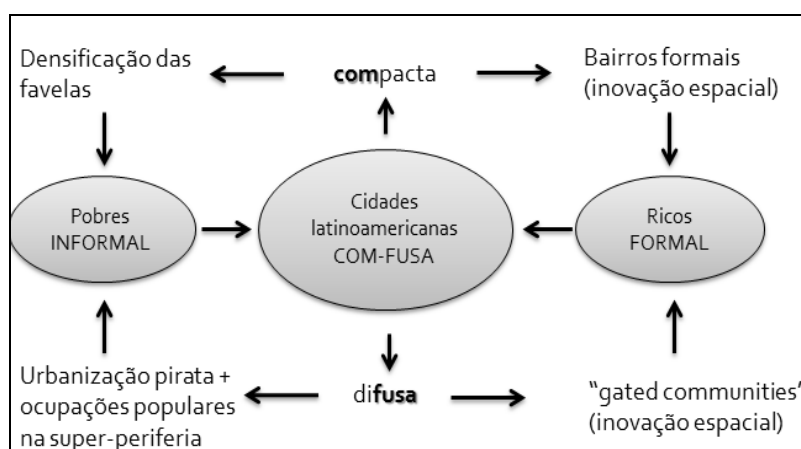 Densificação das
favelas
compacta
Bairros formais
(inovação espacial)
Pobres
INFORMAL
Cidades
latinoamericanas
COM-FUSA
Ricos
FORMAL
Urbanização pirata +
ocupações populares
na super-periferia
difusa
“gated communities”
(inovação espacial)